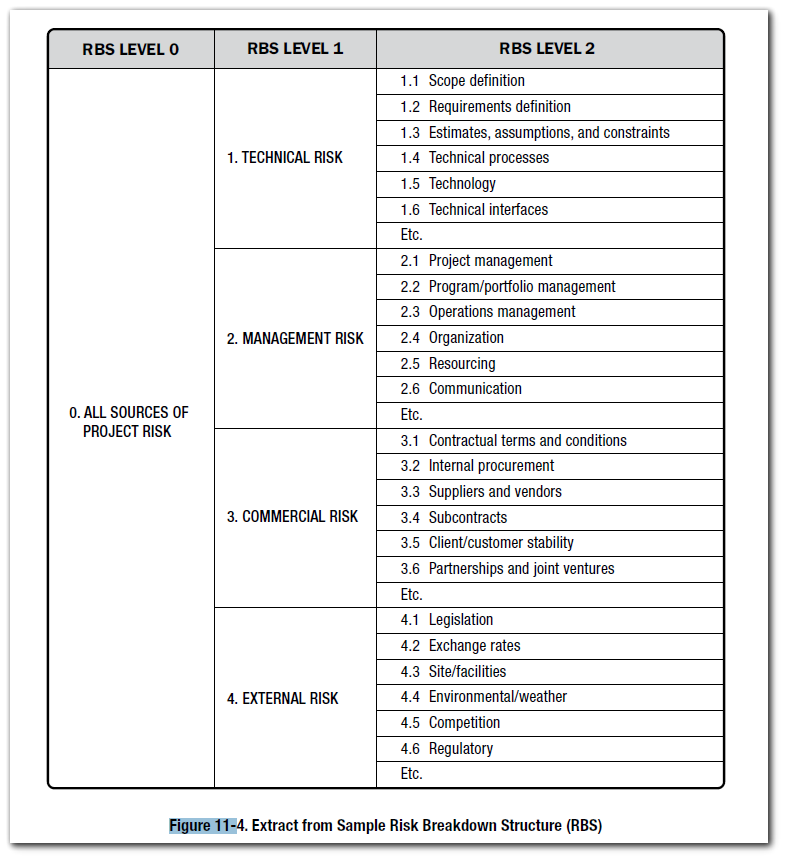 RBS LEVEL 0
RBS LEVEL 1
RBS LEVEL 2
0. ALL SOURCES OF
PROJECT RISK
1. TECHNICAL RISK
1.1 Scope definition
1.2 Requirements definition
1.3 Estimates, assumptions, and constraints
1.4 Technical processes
1.5 Technology
1.6 Technical interfaces
Etc.
2. MANAGEMENT RISK
2.1 Project management
2.2 Program/portfolio management
2.3 Operations management
2.4 Organization
2.5 Resourcing
2.6 Communication
Etc.
3. COMMERCIAL RISK
3.1 Contractual terms and conditions
3.2 Internal procurement
3.3 Suppliers and vendors
3.4 Subcontracts
3.5 Client/customer stability
3.6 Partnerships and joint ventures
Etc.
4. EXTERNAL RISK
4.1 Legislation
4.2 Exchange rates
4.3 Site/facilities
4.4 Environmental/weather
4.5 Competition
4.6 Regulatory
Etc.
Figure 11-4. Extract from Sample Risk Breakdown Structure (RBS)